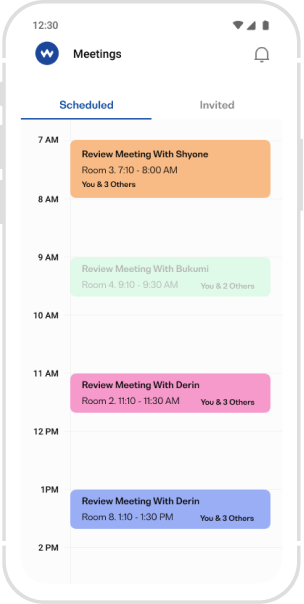 12:30
Meetings
Scheduled
Invited
7 AM
Review Meeting With Shyone
Room 3. 7:10 - 8:00 AM
You & 3 Others
8 AM
9 AM
Review Meeting With Bukumi
Room 4. 9:10 - 9:30 AM
You & 2 Others
10 AM
11 AM
Review Meeting With Derin
Room 2. 11:10 - 11:30 AM
You & 3 Others
12 PM
1PM
Review Meeting With Derin
Room 8. 1:10 - 1:30 PM
You & 3 Others
2 PM